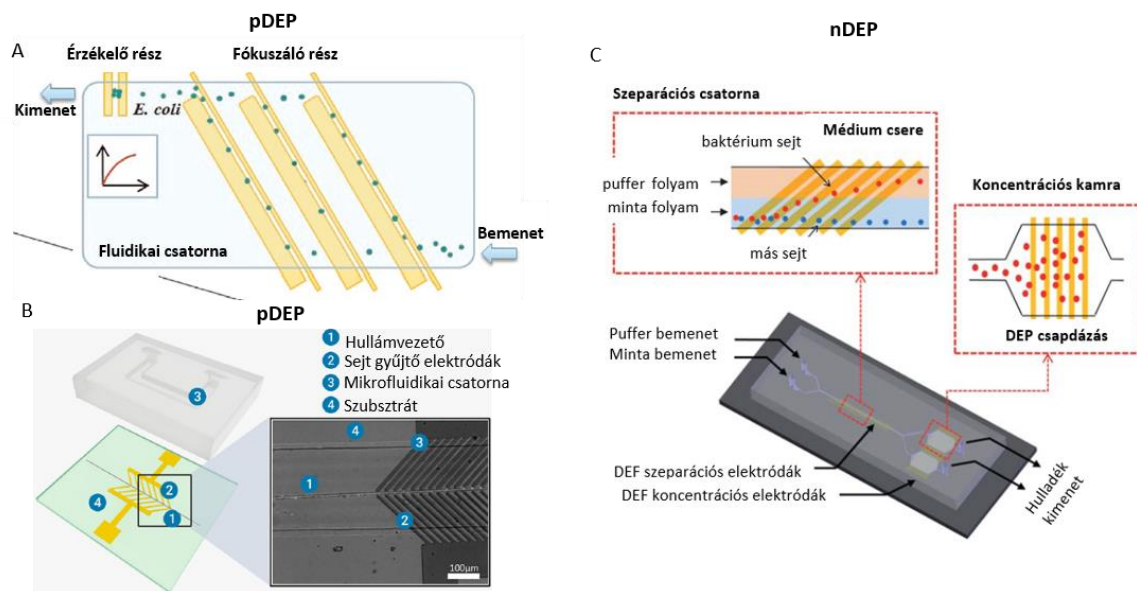 pDEP
A
Érzékelő rész
Fókuszáló rész
Kimenet
E. coli
Bemenet
Fluidikai csatorna
B
pDEP
1 Hullámvezető
2 Sejt gyűjtő elektródák
3 Mikrofluidikai csatorna
4 Szubsztrát
3
2
4
1
4
3
1
2
100µm
nDEP
C
Szeparációs csatorna
Médium csere
baktérium sejt
puffer folyam
minta folyam
más sejt
Koncentrációs kamra
DEP csapdázás
Puffer bemenet
Minta bemenet
DEF szeparációs elektródák
DEF koncentrációs elektródák
Hulladék
kimenet